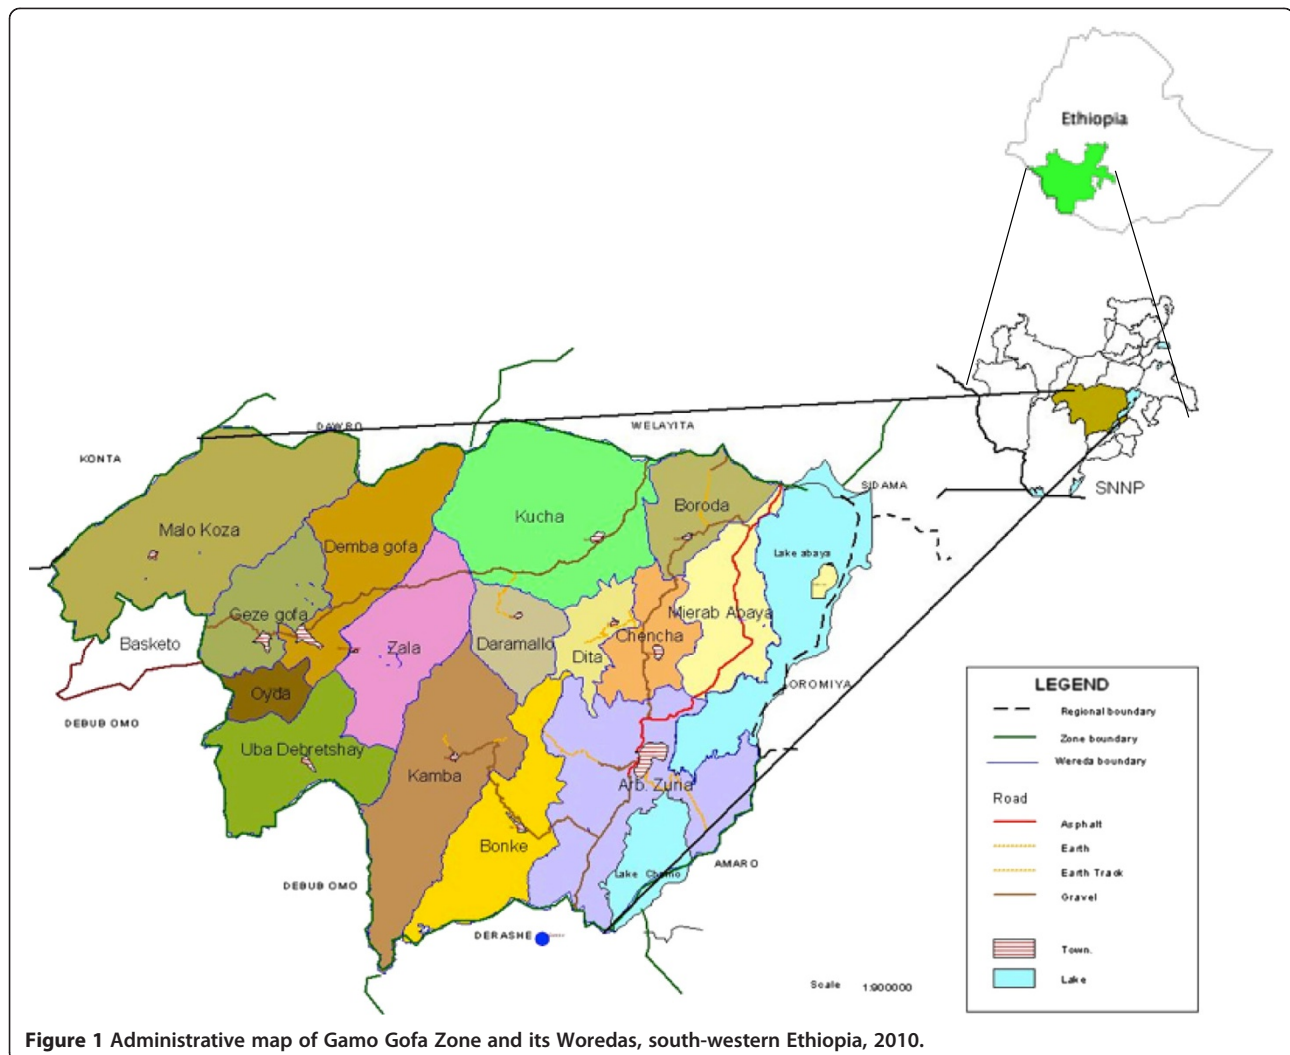 Ethiopia
SNNP
DAWRO
WELAYITA
KONTA
SIDAMA
Malo Koza
Kucha
Boroda
Demba gofa
Lake abaya
Geze gofa
Mierab Abaya
Basketo
Zala
Daramallo
Chencha
Dita
Oyda
OROMIYA
DEBUB OMO
Uba Debretshay
Kamba
Arb. Zuria
Bonke
AMARO
Lake Chamo
DEBUB OMO
DERASHE
Scale 1:900000
LEGEND
Regional boundary
Zone boundary
Wereda boundary
Road
Asphalt
Earth
Earth Track
Gravel
Town.
Lake
Figure 1 Administrative map of Gamo Gofa Zone and its Woredas, south-western Ethiopia, 2010.